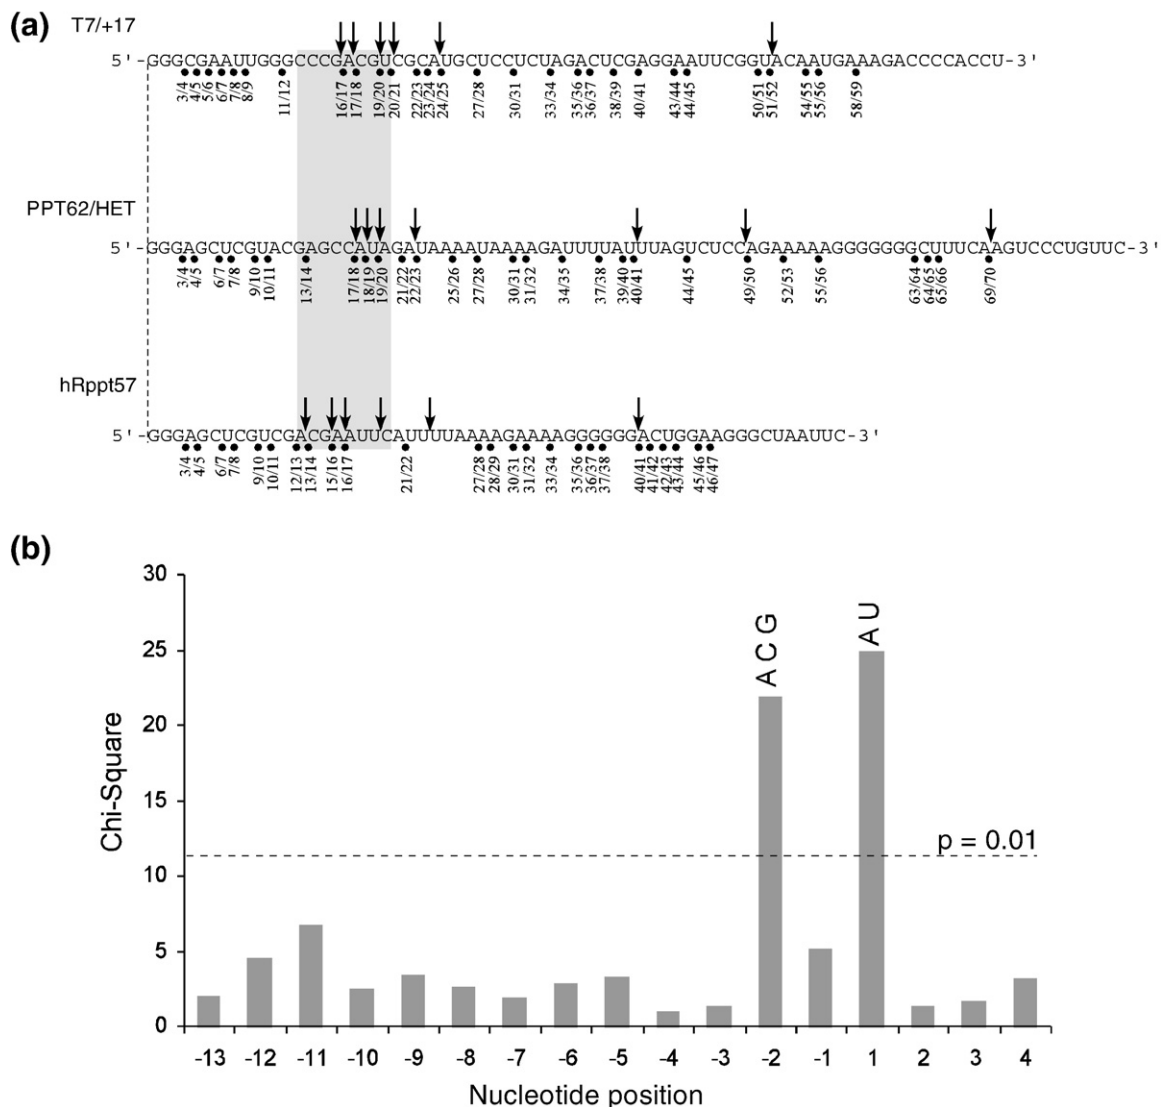 (a)
T7/+17
5'-GGGCGAAUUGGGCCCGACGUCGCAUGCUCCUCUAGACUCGAGGAAUUCGGUACAAUGAAAGACCCCACCU-3'
3/4 4/5 5/6 6/7 7/8 8/9 11/12 16/17 17/18 19/20 20/21 22/23 23/24 24/25 27/28 30/31 33/34 35/36 36/37 38/39 40/41 43/44 44/45 50/51 51/52 54/55 55/56 58/59
PPT62/HET
5'-GGGAGCUCGUACGAGCCAUAGAUAAAAUAAAAGAUUUUAUUUAGUCUCCAGAAAAAGGGGGGGCUUUCAAGUCCCUGUUC-3'
3/4 4/5 6/7 7/8 9/10 10/11 13/14 17/18 18/19 19/20 21/22 22/23 25/26 27/28 30/31 31/32 34/35 37/38 39/40 40/41 44/45 49/50 52/53 55/56 63/64 64/65 65/66 69/70
hRppt57
5'-GGGAGCUCGUCGACGAAUUCAUUUUAAAAGAAAAGGGGGGACUGGAAGGGCUAAUUC-3'
3/4 4/5 6/7 7/8 9/10 10/11 12/13 13/14 15/16 16/17 21/22 27/28 28/29 30/31 31/32 33/34 35/36 36/37 37/38 40/41 41/42 42/43 43/44 45/46 46/47
(b)
30
25
20
15
10
5
0
Chi-Square
A C G
A U
p = 0.01
-13 -12 -11 -10 -9 -8 -7 -6 -5 -4 -3 -2 -1 1 2 3 4
Nucleotide position